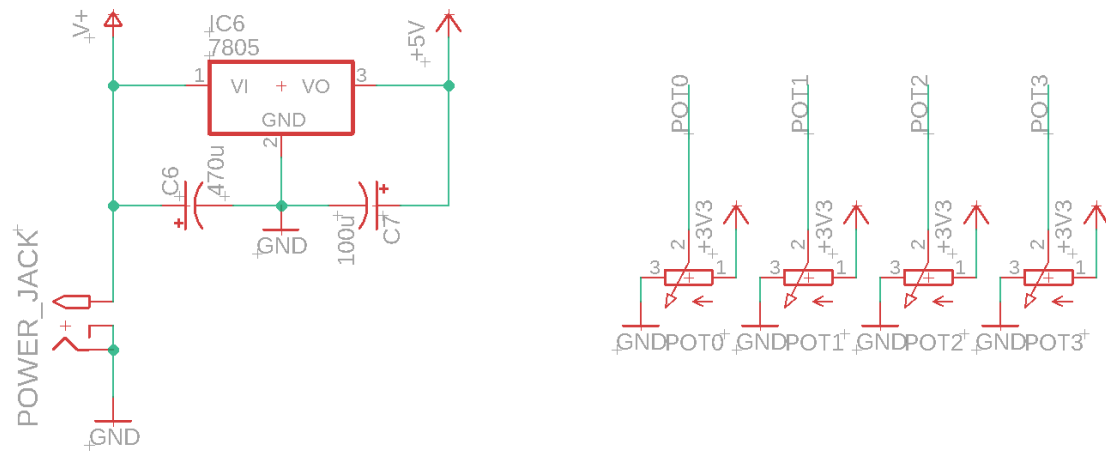 V+
IC6
7805
+5V
1
VI
VO
3
GND
2
C6
470u
100u
C7
GND
POWER_JACK
GND
POT0
POT1
POT2
POT3
2
+3V3
2
+3V3
2
+3V3
2
+3V3
3
1
3
1
3
1
3
1
GND
POT0
GND
POT1
GND
POT2
GND
POT3